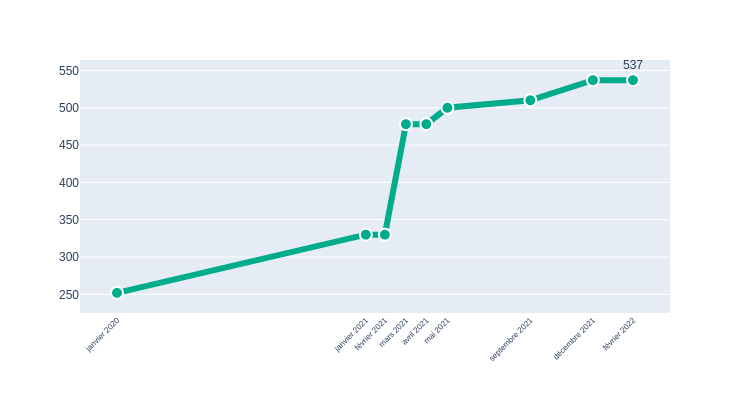 537
550
500
450
400
350
300
250
janvier 2020
janvier 2021
février 2021
mars 2021
avril 2021
mai 2021
septembre 2021
décembre 2021
février 2022